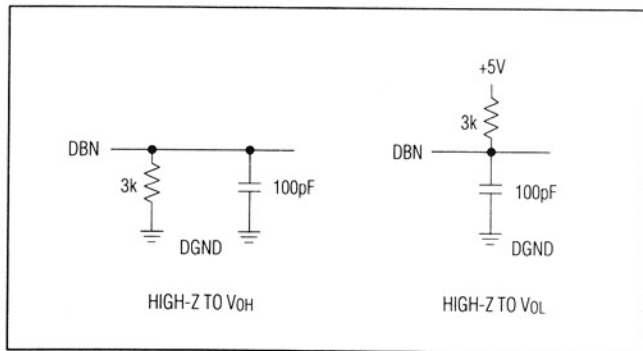 DBN
3k
100pF
DGND
HIGH-Z TO VOH
+5V
3k
DBN
100pF
DGND
HIGH-Z TO VOL